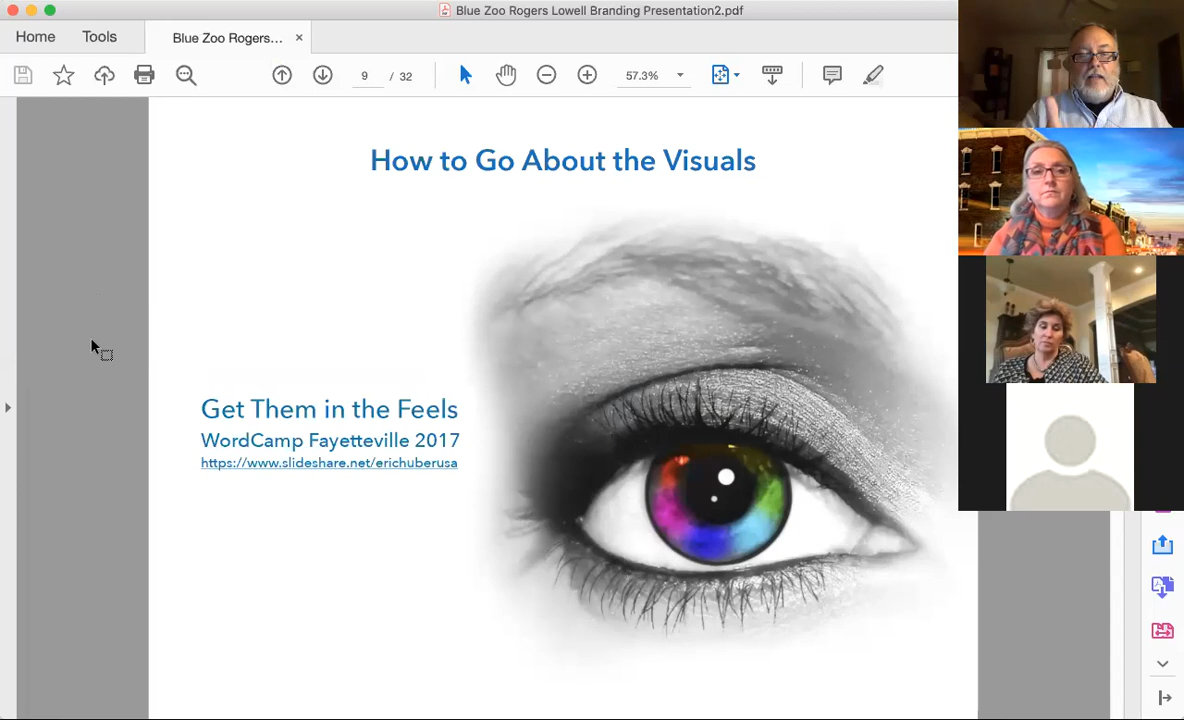 Blue Zoo Rogers Lowell Branding Presentation2.pdf
Home
Tools
Blue Zoo Rogers...
9 / 32
57.3%
How to Go About the Visuals
Get Them in the Feels
WordCamp Fayetteville 2017
https://www.slideshare.net/erichuberusa